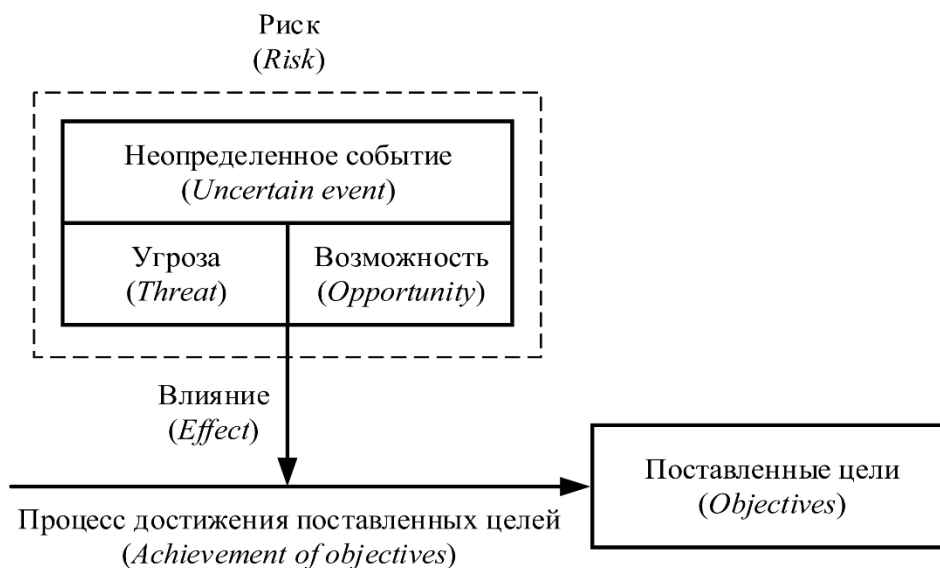 Риск
(Risk)
Неопределенное событие
(Uncertain event)
Угроза
(Threat)
Возможность
(Opportunity)
Влияние
(Effect)
Поставленные цели
(Objectives)
Процесс достижения поставленных целей
(Achievement of objectives)